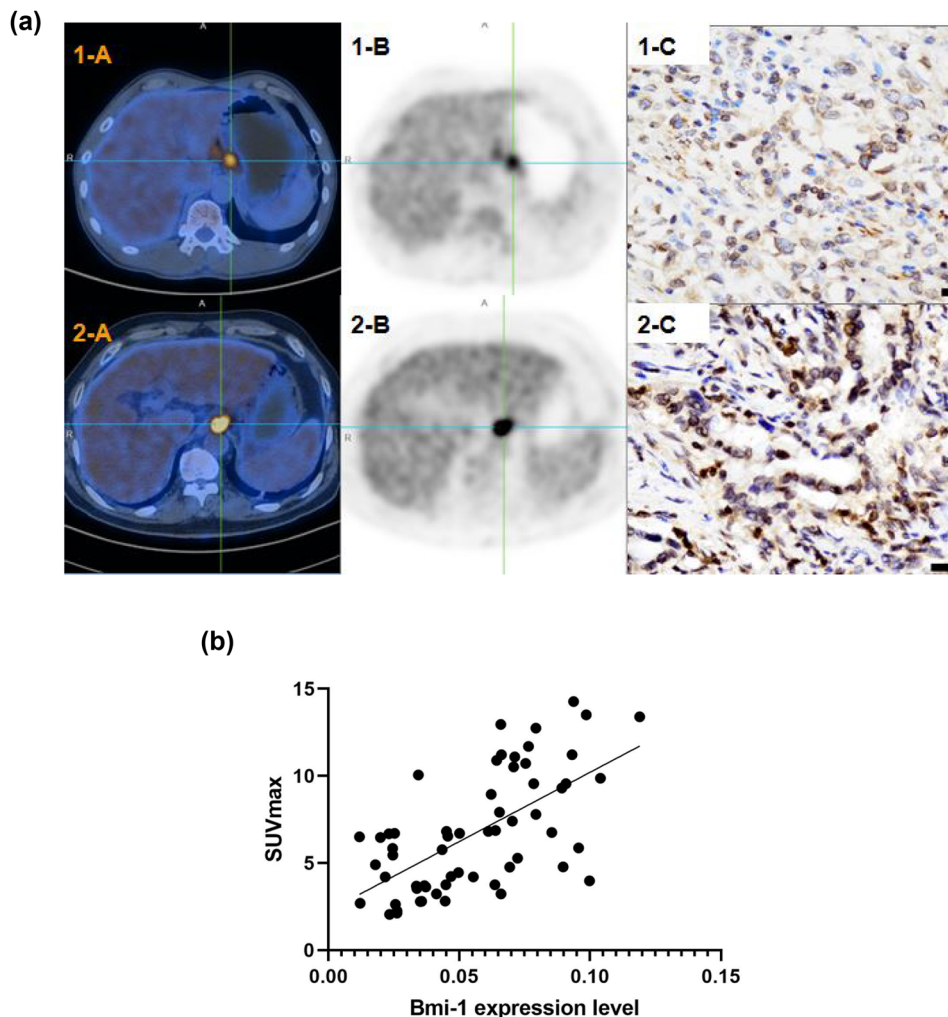 (a)
1-A
A
R
1-B
A
R
1-C
2-A
A
R
2-B
A
R
2-C
(b)
15
10
5
0
SUVmax
0.00 0.05 0.10 0.15
Bmi-1 expression level